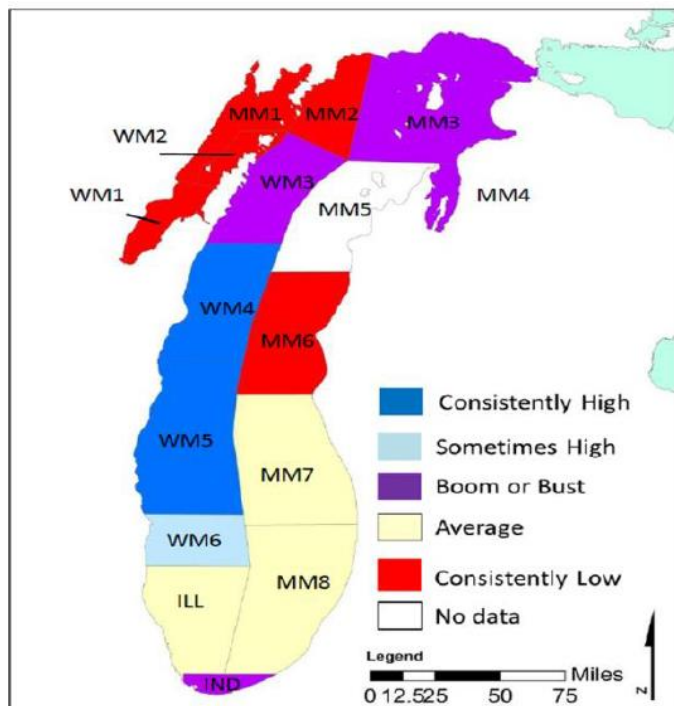 MM1
MM2
MM3
WM2
WM3
WM1
MM5
MM4
WM4
MM6
WM5
MM7
WM6
MM8
ILL
IND
Consistently High
Sometimes High
Boom or Bust
Average
Consistently Low
No data
Legend
Miles
0 12.525 50 75
N